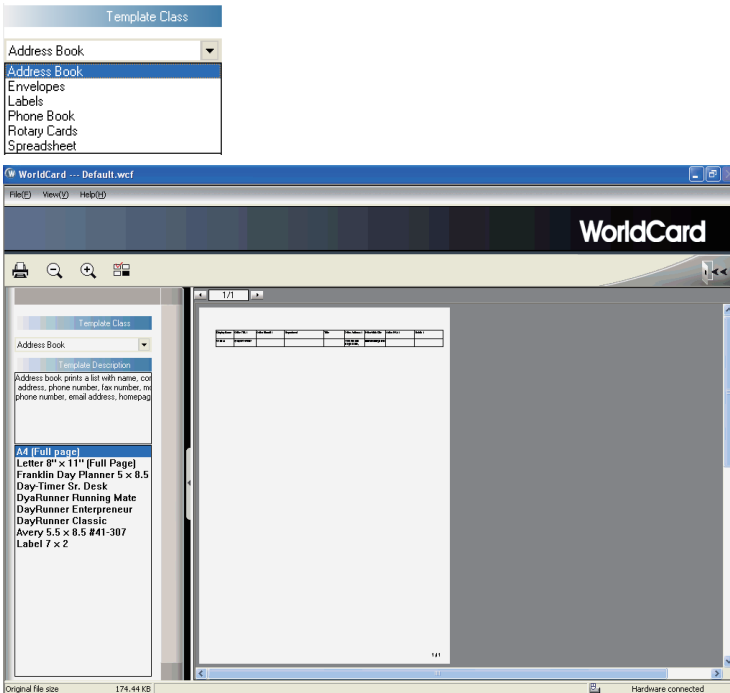 Template Class
Address Book
Address Book
Envelopes
Labels
Phone Book
Rotary Cards
Spreadsheet
WorldCard --- Default.wcf
File(F) View(V) Help(H)
WorldCard
1/1
Template Class
Address Book
Template Description
Address book prints a list with name, com
address, phone number, fax number, mo
phone number, email address, homepag
A4 (Full page)
Letter 8" x 11" (Full Page)
Franklin Day Planner 5 x 8.5
Day-Timer Sr. Desk
DyaRunner Running Mate
DayRunner Enterpreneur
DayRunner Classic
Avery 5.5 x 8.5 #41-307
Label 7 x 2
Department Title
1/1
Original file size 174.44 KB Hardware connected